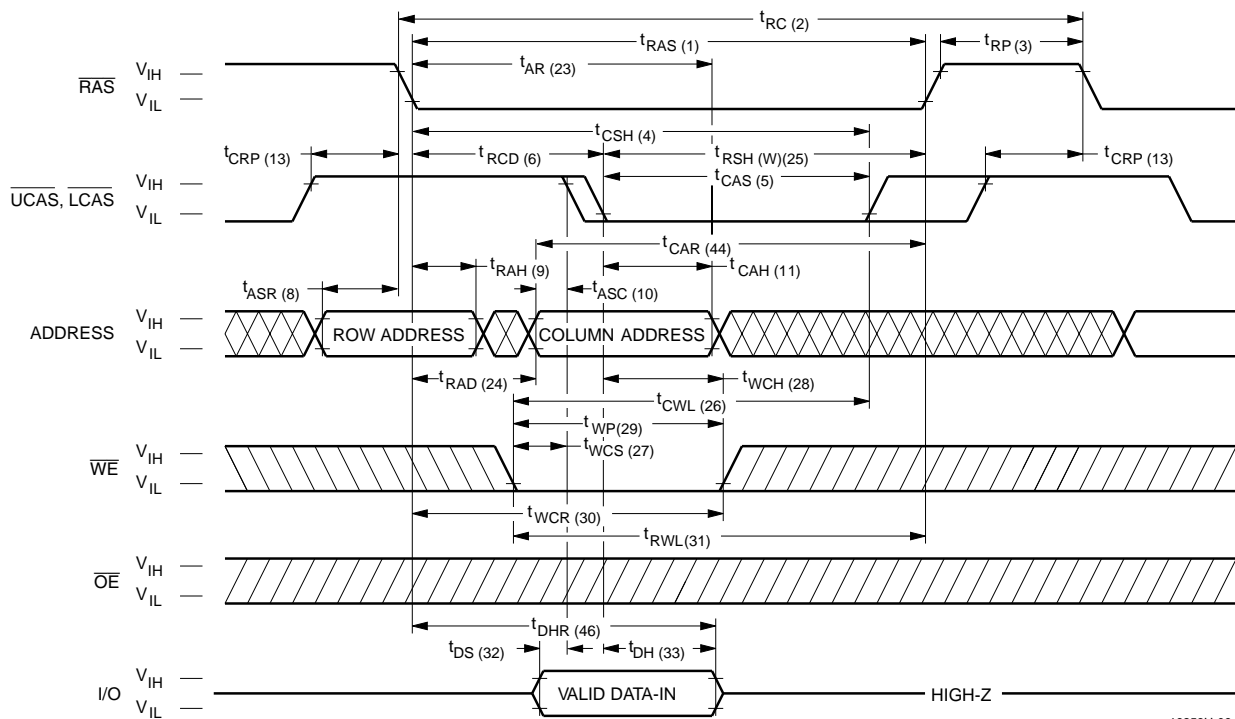 tRC (2)
tRAS (1)
tRP (3)
tAR (23)
RAS
VIH
VIL
tCSH (4)
tCRP (13)
tRCD (6)
tRSH (W)(25)
tCRP (13)
tCAS (5)
UCAS, LCAS
VIH
VIL
tCAR (44)
tRAH (9)
tCAH (11)
tASR (8)
tASC (10)
ADDRESS
VIH
VIL
ROW ADDRESS
COLUMN ADDRESS
tRAD (24)
tWCH (28)
tCWL (26)
tWP(29)
tWCS (27)
WE
VIH
VIL
tWCR (30)
tRWL(31)
OE
VIH
VIL
tDHR (46)
tDS (32)
tDH (33)
I/O
VIH
VIL
VALID DATA-IN
HIGH-Z